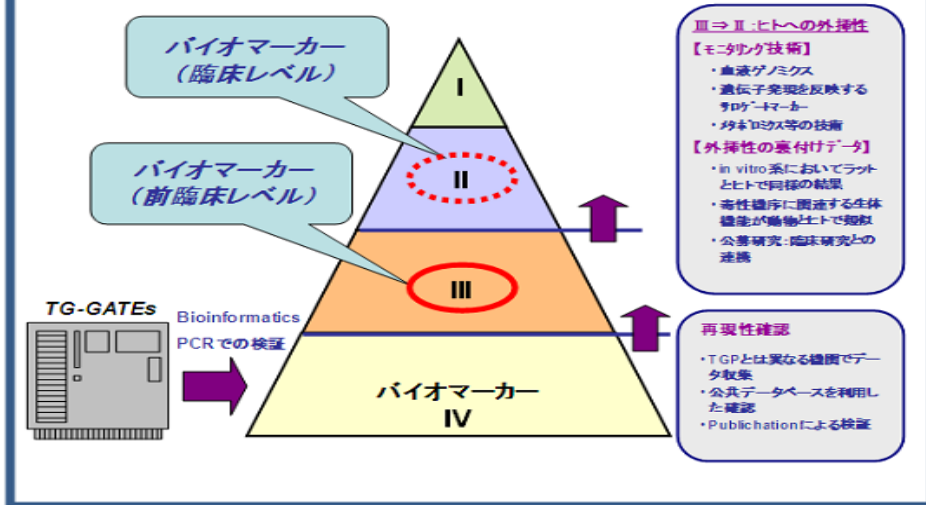 バイオマーカー
（臨床レベル）
バイオマーカー
（前臨床レベル）
I
II
III
バイオマーカー
IV
TG-GATEs
Bioinformatics
PCRでの検証
III⇒II：ヒトへの外挿性
【モニタリング技術】
・血液ゲノミクス
・遺伝子発現を反映する
サロゲートマーカー
・メタボロミクス等の技術
【外挿性の裏付けデータ】
・in vitro系においてラット
とヒトで同様の結果
・毒性機序に関連する生体
機能が動物とヒトで類似
・公募研究：臨床研究との
連携
再現性確認
・TGPとは異なる機関でデー
タ収集
・公共データベースを利用し
た確認
・Publichationによる検証